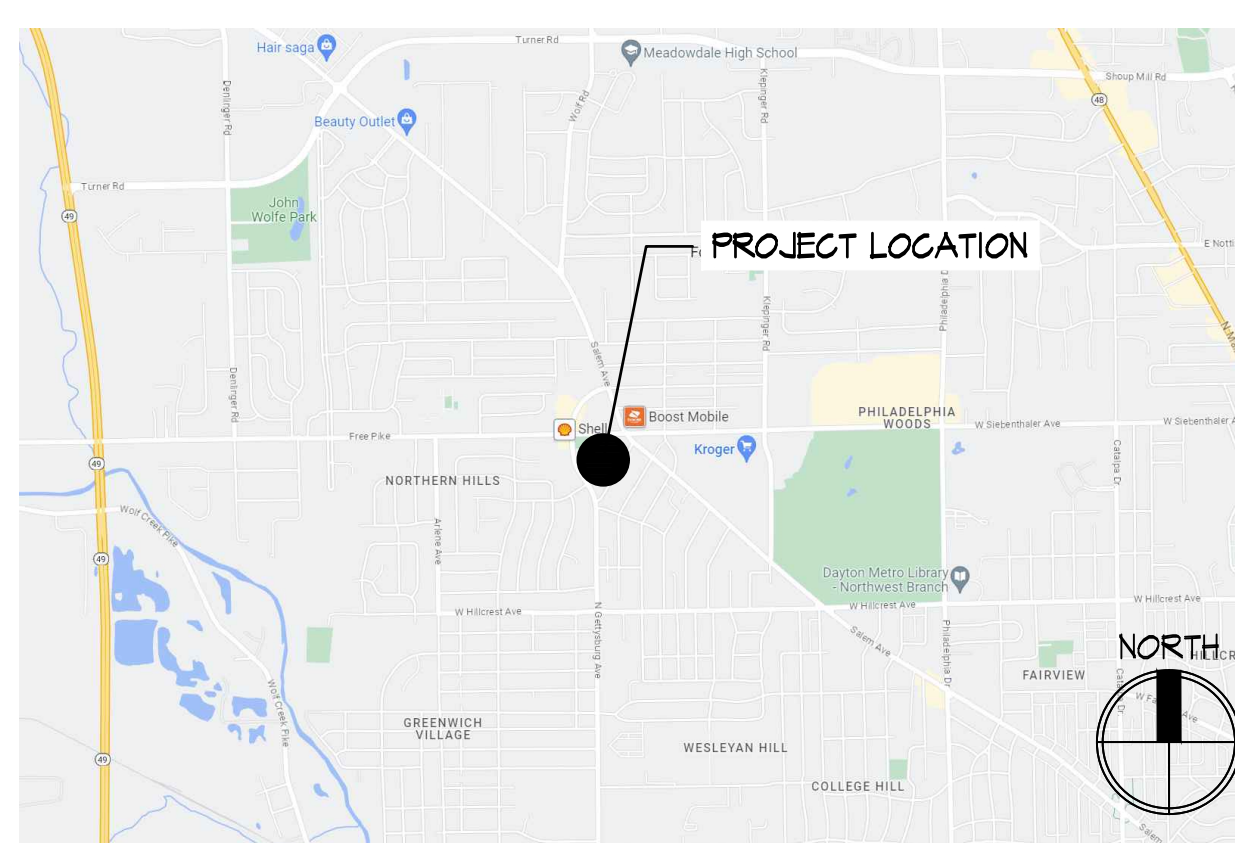 Hair saga
Turner Rd
Meadowdale High School
Shoup Mill Rd
Denlinger Rd
Wolf Rd
Klepinger Rd
48
Beauty Outlet
Turner Rd
John
Wolfe Park
49
PROJECT LOCATION
E Notti
Philadelphia D
Klepinger Rd
N Ma
Salem Ave
Denlinger Rd
Boost Mobile
Shell
PHILADELPHIA
WOODS
W Siebenthaler Ave
W Siebenthaler A
Free Pike
Kroger
Catalpa Dr
49
NORTHERN HILLS
Wolf Creek Pike
Arlene Ave
49
Dayton Metro Library
- Northwest Branch
W Hillcrest Ave
W Hillcrest Ave
W Hillcrest Ave
N Gettysburg Ave
Salem Ave
Philadelphia Dr
NORTH
HILLCR
FAIRVIEW
Wolf Creek Pike
Catalpa Dr
GREENWICH
VILLAGE
WESLEYAN HILL
49
COLLEGE HILL
Salem